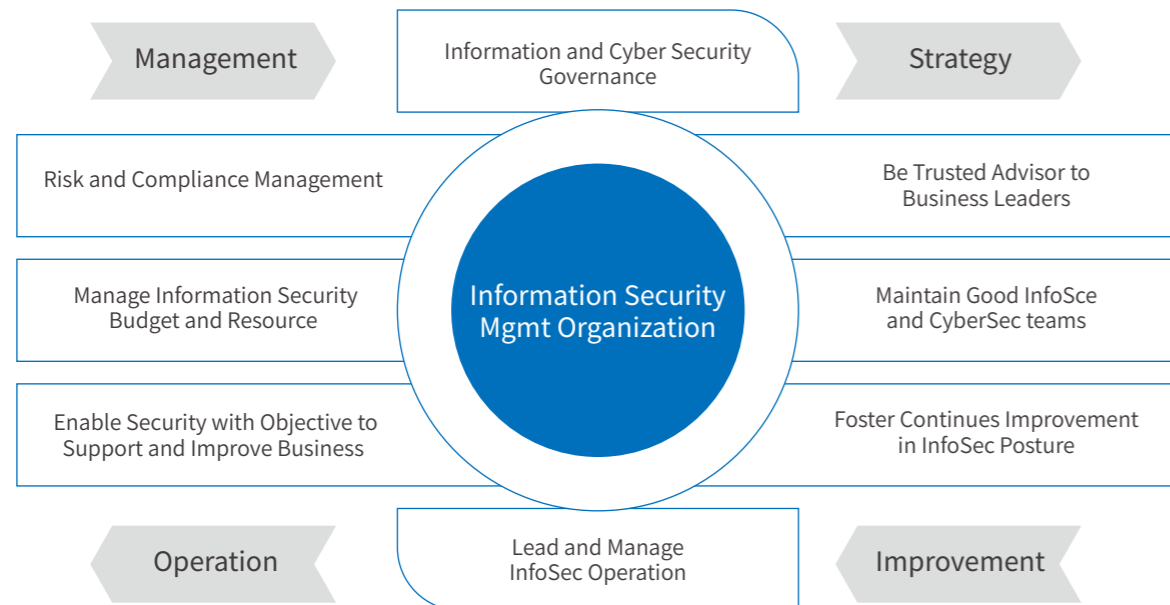 Management
Information and Cyber Security
Governance
Strategy
Risk and Compliance Management
Be Trusted Advisor to
Business Leaders
Manage Information Security
Budget and Resource
Information Security
Mgmt Organization
Maintain Good InfoSce
and CyberSec teams
Enable Security with Objective to
Support and Improve Business
Foster Continues Improvement
in InfoSec Posture
Operation
Lead and Manage
InfoSec Operation
Improvement